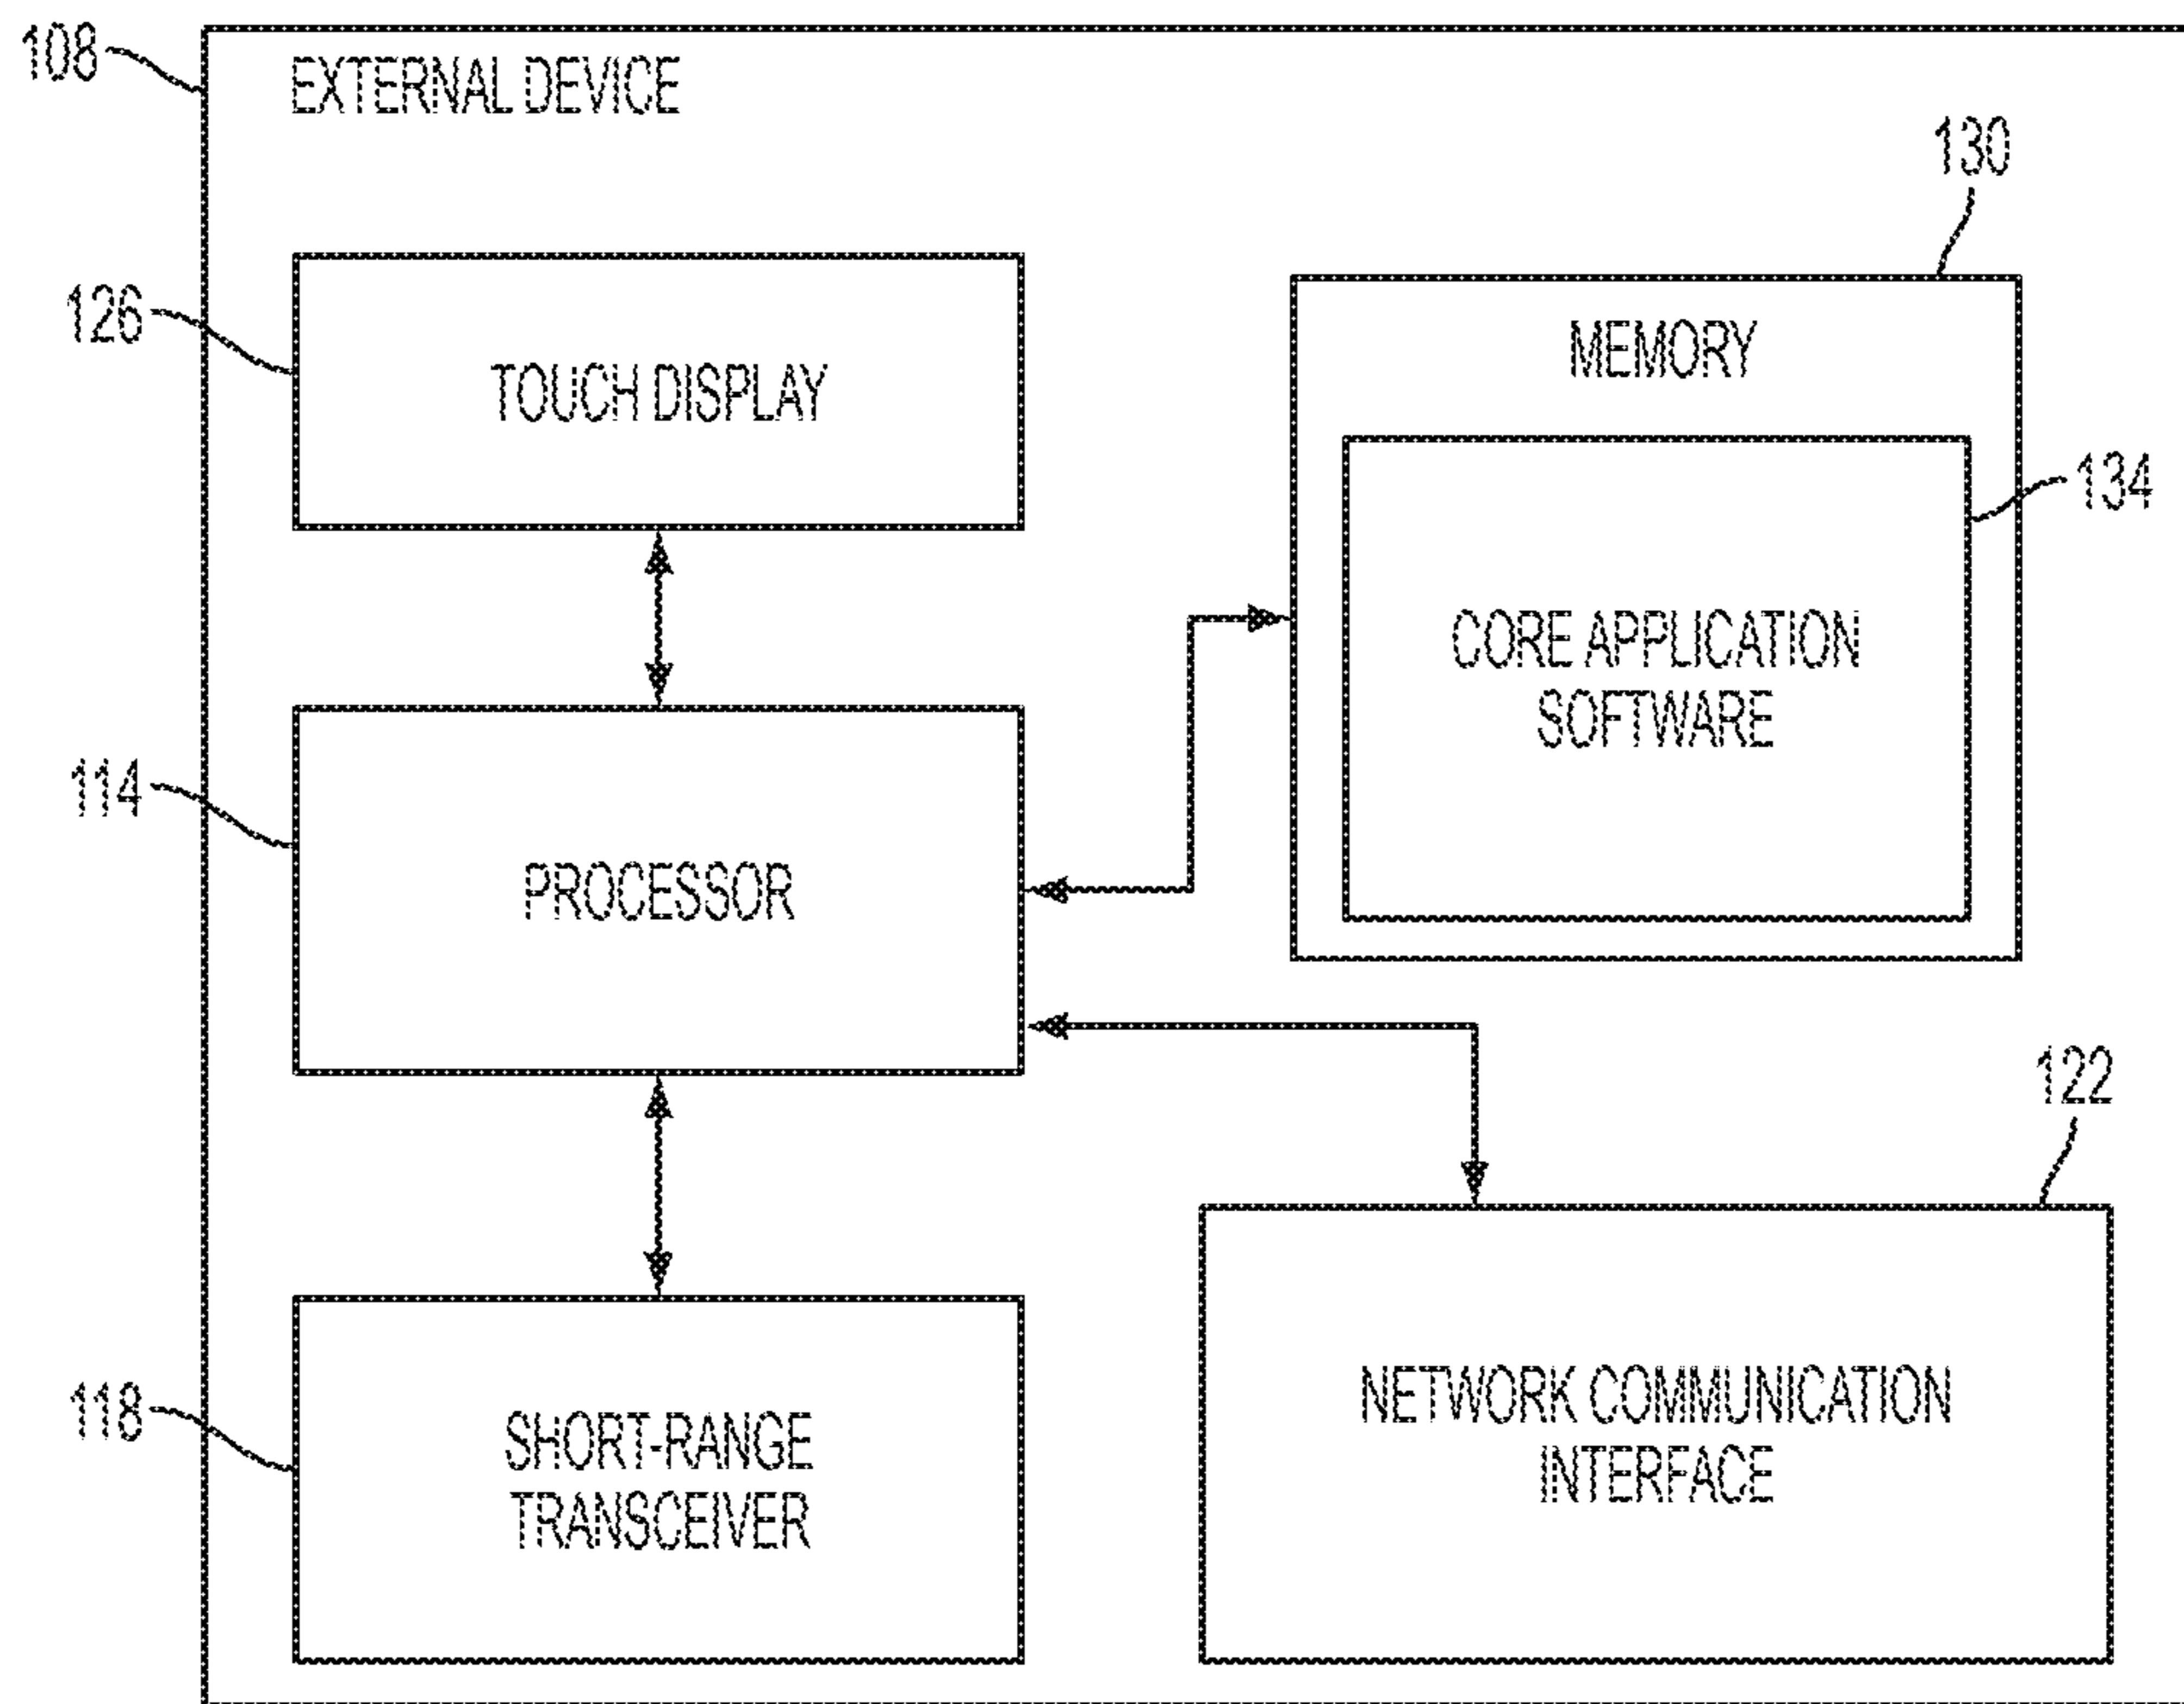 108
EXTERNAL DEVICE
130
126
TOUCH DISPLAY
MEMORY
134
CORE APPLICATION
SOFTWARE
114
PROCESSOR
122
118
SHORT-RANGE
TRANSCEIVER
NETWORK COMMUNICATION
INTERFACE